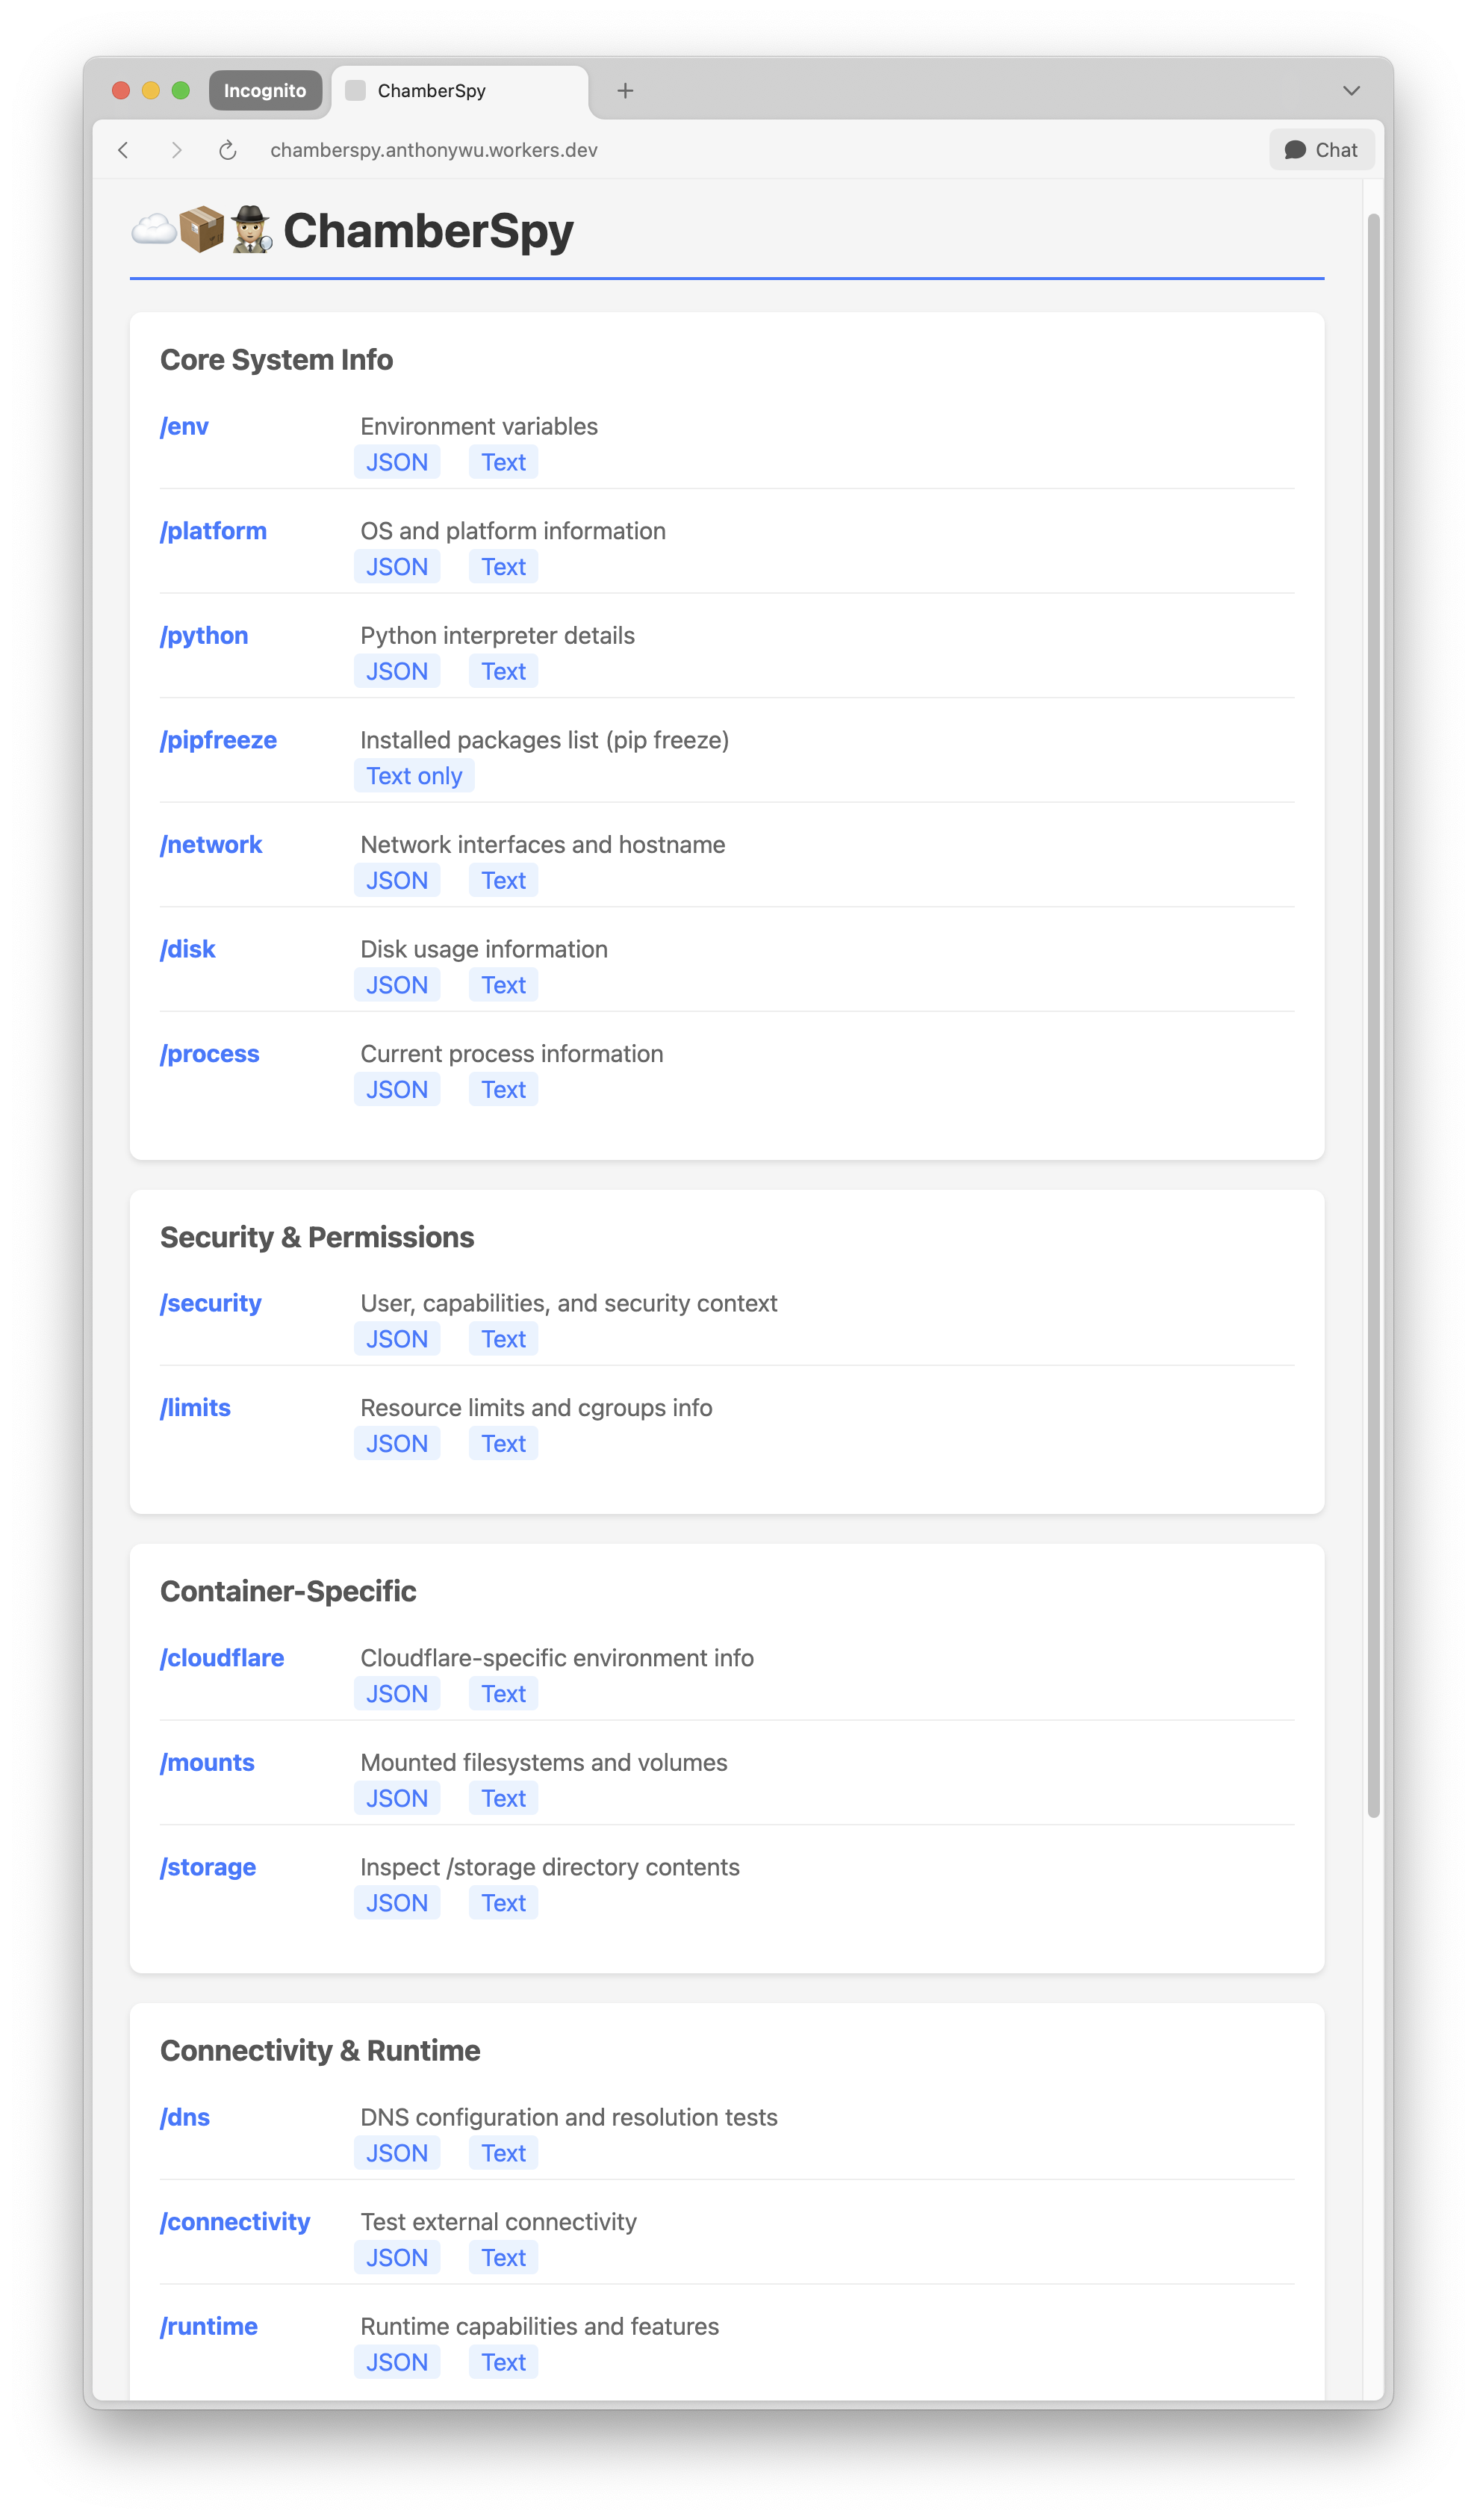 Incognito
ChamberSpy
chamberspy.anthonywu.workers.dev
Chat
☁️📦🕵🏼 ChamberSpy
Core System Info
/env Environment variables
JSON Text
/platform OS and platform information
JSON Text
/python Python interpreter details
JSON Text
/pipfreeze Installed packages list (pip freeze)
Text only
/network Network interfaces and hostname
JSON Text
/disk Disk usage information
JSON Text
/process Current process information
JSON Text
Security & Permissions
/security User, capabilities, and security context
JSON Text
/limits Resource limits and cgroups info
JSON Text
Container-Specific
/cloudflare Cloudflare-specific environment info
JSON Text
/mounts Mounted filesystems and volumes
JSON Text
/storage Inspect /storage directory contents
JSON Text
Connectivity & Runtime
/dns DNS configuration and resolution tests
JSON Text
/connectivity Test external connectivity
JSON Text
/runtime Runtime capabilities and features
JSON Text